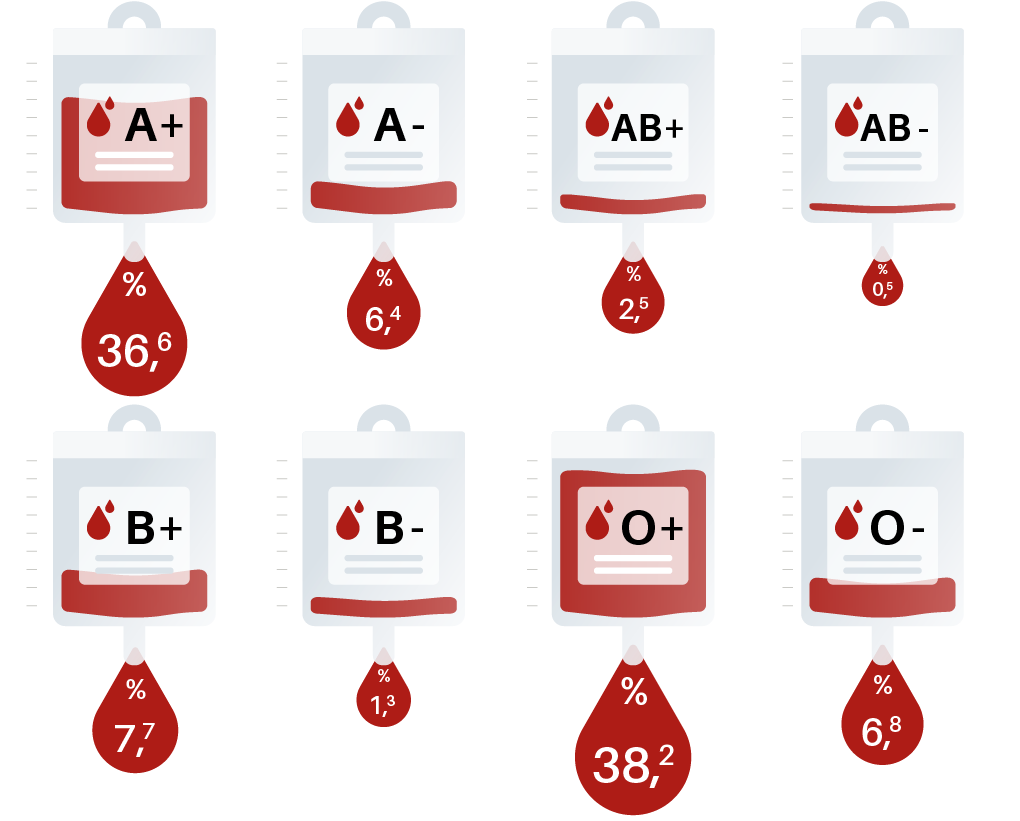 A+
A-
AB+
AB-
%
36,6
%
6,4
%
2,5
%
0,5
B+
B-
O+
O-
%
7,7
%
1,3
%
38,2
%
6,8